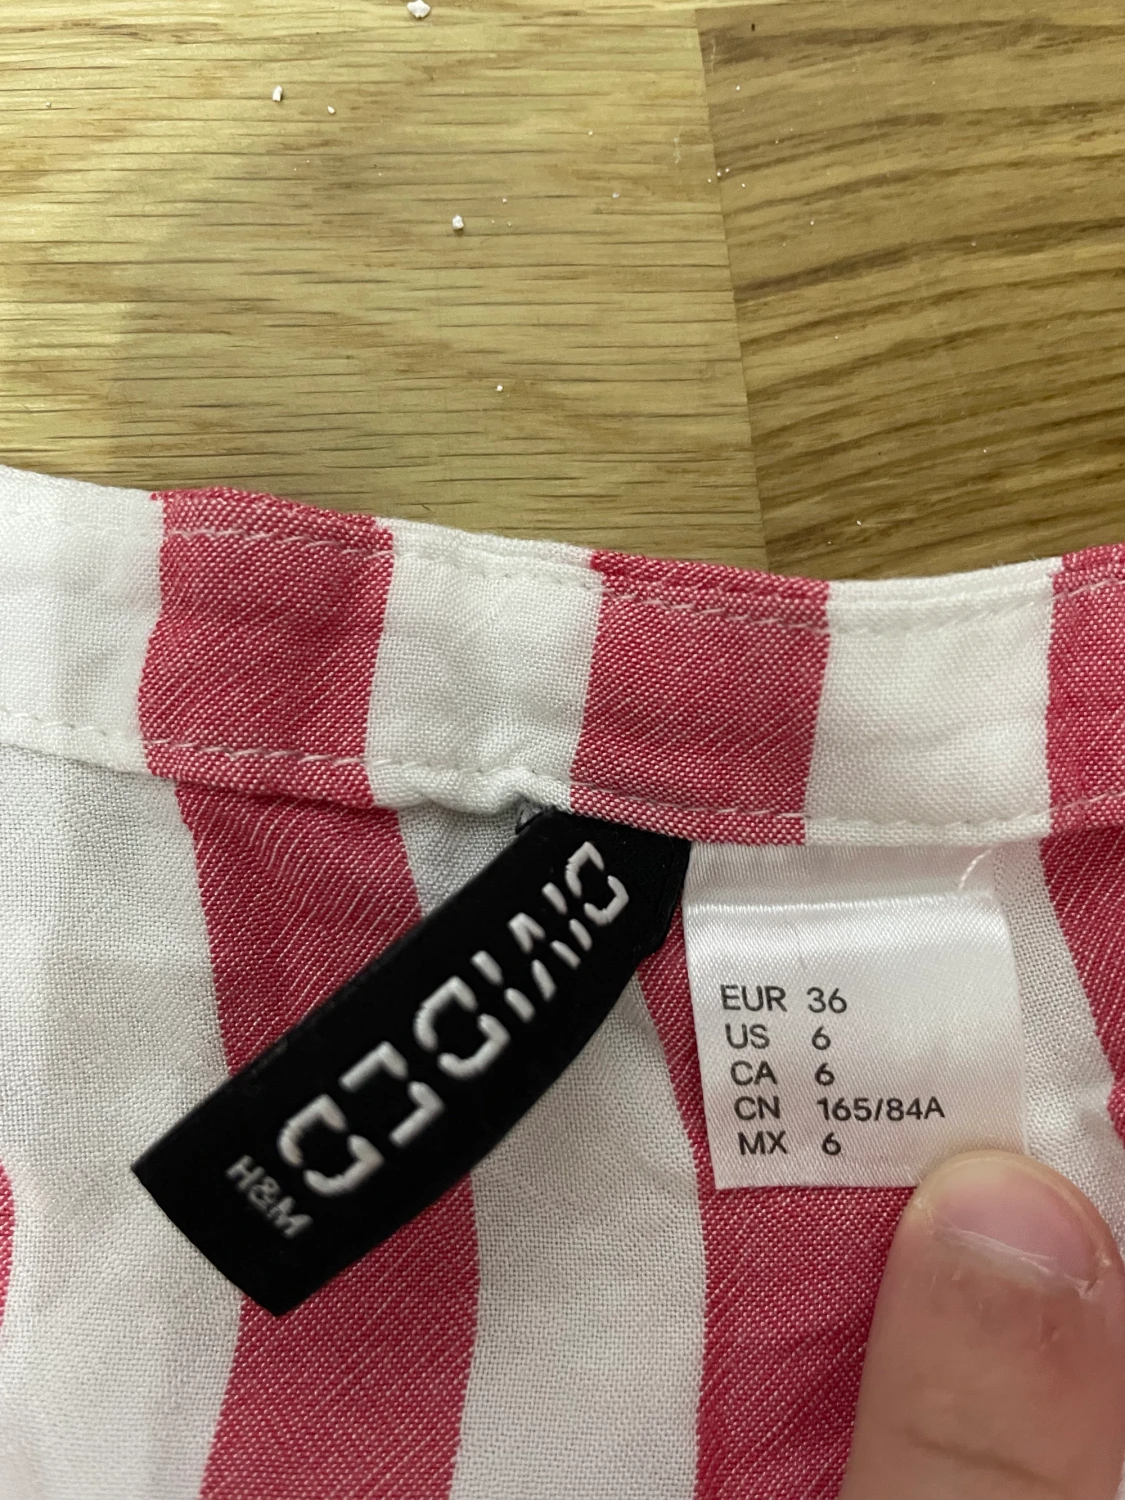 DIVIDED
H&M
EUR 36
US 6
CA 6
CN 165/84A
MX 6